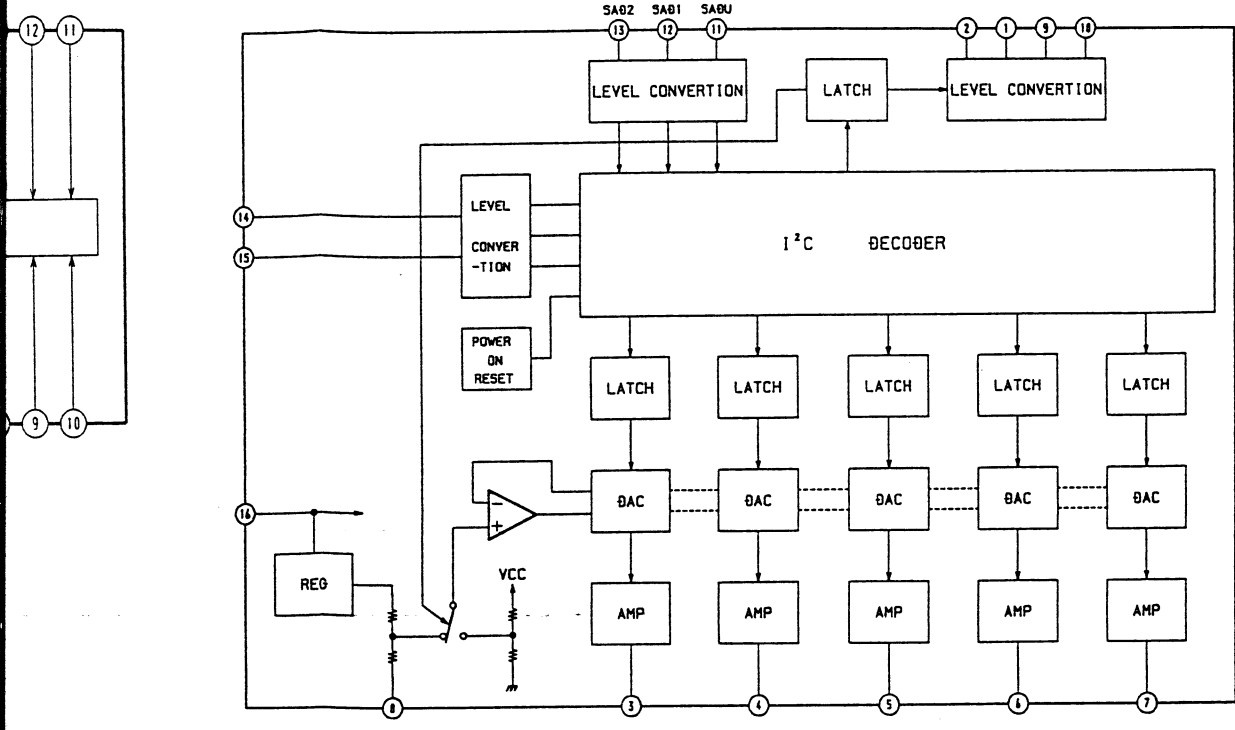 SAD2 SAD1 SADU
12 11
13 12 11 2 1 9 10
LEVEL CONVERTION
LATCH
LEVEL CONVERTION
14
15
LEVEL
CONVER
-TION
I²C DECODER
POWER
ON
RESET
LATCH LATCH LATCH LATCH LATCH
9 10
16
-
+
DAC DAC DAC DAC DAC
REG
VCC
AMP AMP AMP AMP AMP
8 3 4 5 6 7